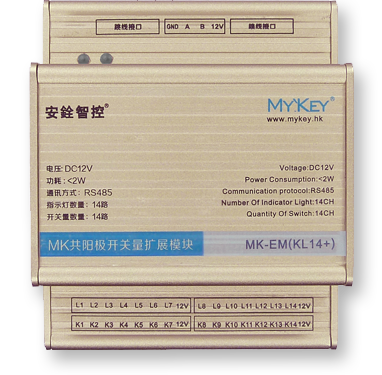 跳线接口 GND A B 12V 跳线接口
安銓智控®
MYKEY®
www.mykey.hk
电压: DC12V
功耗: <2W
通讯方式: RS485
指示灯数量: 14路
开关量数量: 14路
Voltage:DC12V
Power Consumption:<2W
Communication protocol:RS485
Number Of Indicator Light:14CH
Quantity Of Switch:14CH
MK共阳极开关量扩展模块 MK-EM(KL14+)
L1 L2 L3 L4 L5 L6 L7 12V L8 L9 L10 L11 L12 L13 L14 12V
K1 K2 K3 K4 K5 K6 K7 12V K8 K9 K10 K11 K12 K13 K14 12V